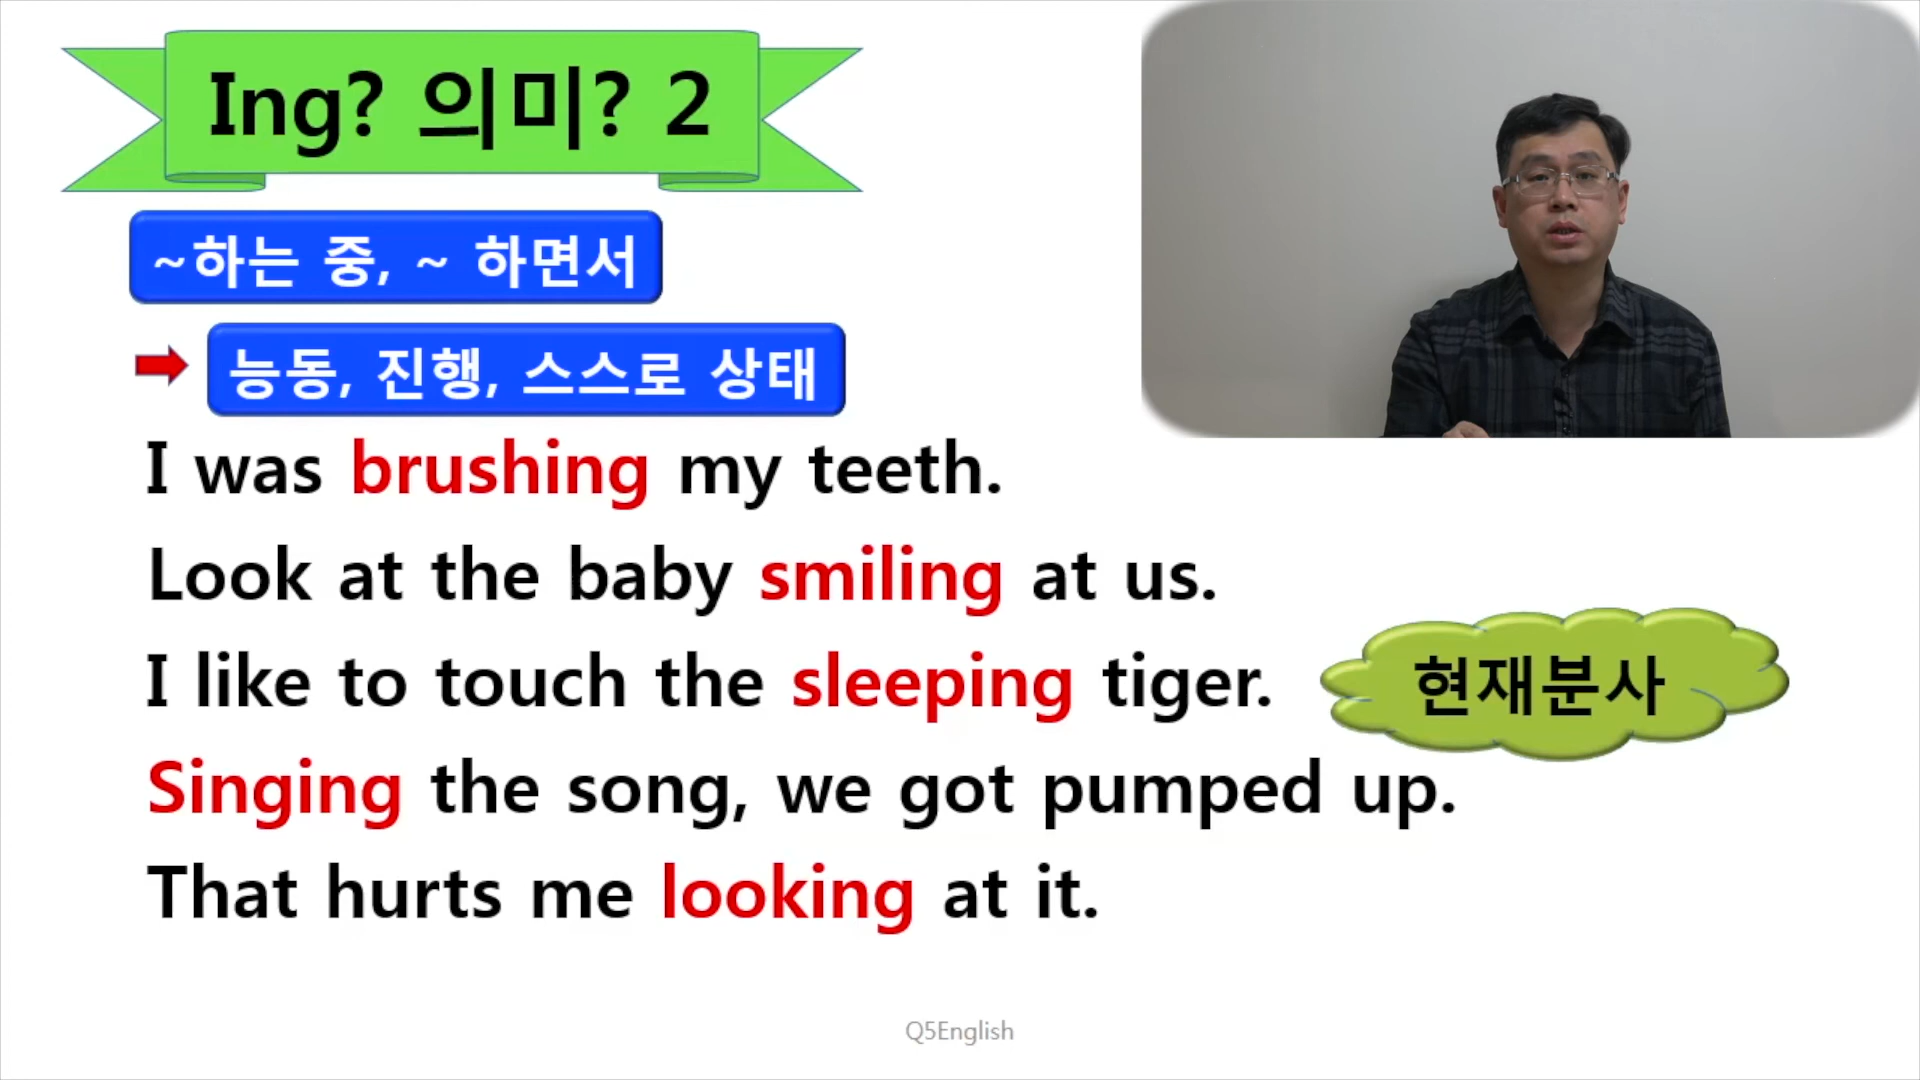 Ing? 의미? 2
~하는 중, ~ 하면서
능동, 진행, 스스로 상태
I was brushing my teeth.
Look at the baby smiling at us.
I like to touch the sleeping tiger.
현재분사
Singing the song, we got pumped up.
That hurts me looking at it.
Q5English